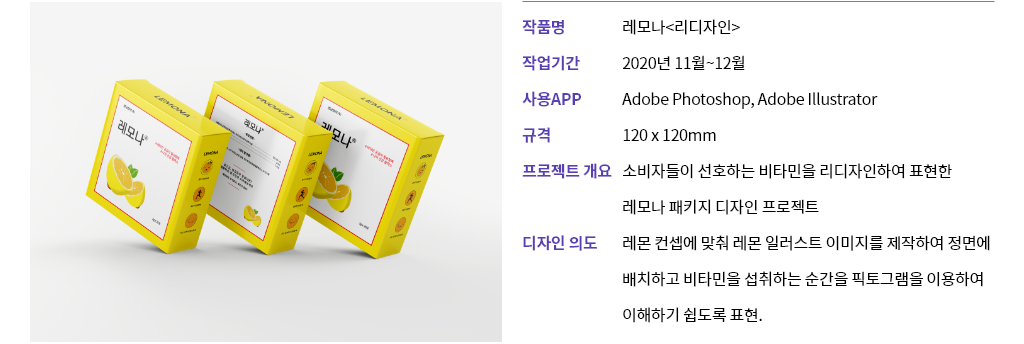 LEMONA
레모나®
LEMONA
LEMONA
레모나®
LEMONA
레모나®
LEMONA
작품명 레모나<리디자인>
작업기간 2020년 11월~12월
사용APP Adobe Photoshop, Adobe Illustrator
규격 120 x 120mm
프로젝트 개요 소비자들이 선호하는 비타민을 리디자인하여 표현한
레모나 패키지 디자인 프로젝트
디자인 의도 레몬 컨셉에 맞춰 레몬 일러스트 이미지를 제작하여 정면에
배치하고 비타민을 섭취하는 순간을 픽토그램을 이용하여
이해하기 쉽도록 표현.